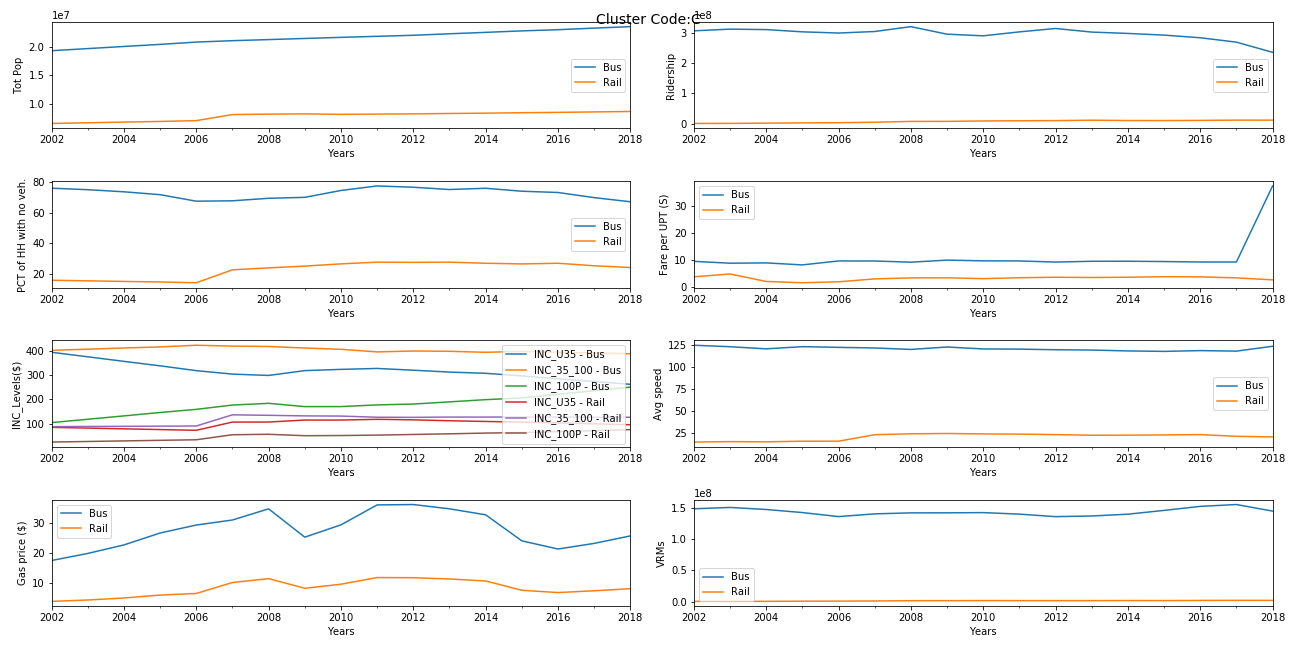 Cluster Code:C
1e7
2.0
1.5
1.0
Tot Pop
Bus
Rail
2002 2004 2006 2008 2010 2012 2014 2016 2018
Years
1e8
3
2
1
0
Ridership
Bus
Rail
2002 2004 2006 2008 2010 2012 2014 2016 2018
Years
80
60
40
20
PCT of HH with no veh.
Bus
Rail
2002 2004 2006 2008 2010 2012 2014 2016 2018
Years
30
20
10
0
Fare per UPT (S)
Bus
Rail
2002 2004 2006 2008 2010 2012 2014 2016 2018
Years
400
300
200
100
INC_Levels($)
INC_U35 - Bus
INC_35_100 - Bus
INC_100P - Bus
INC_U35 - Rail
INC_35_100 - Rail
INC_100P - Rail
2002 2004 2006 2008 2010 2012 2014 2016 2018
Years
125
100
75
50
25
Avg speed
Bus
Rail
2002 2004 2006 2008 2010 2012 2014 2016 2018
Years
30
20
10
Gas price ($)
Bus
Rail
2002 2004 2006 2008 2010 2012 2014 2016 2018
Years
1e8
1.5
1.0
0.5
0.0
VRMs
Bus
Rail
2002 2004 2006 2008 2010 2012 2014 2016 2018
Years